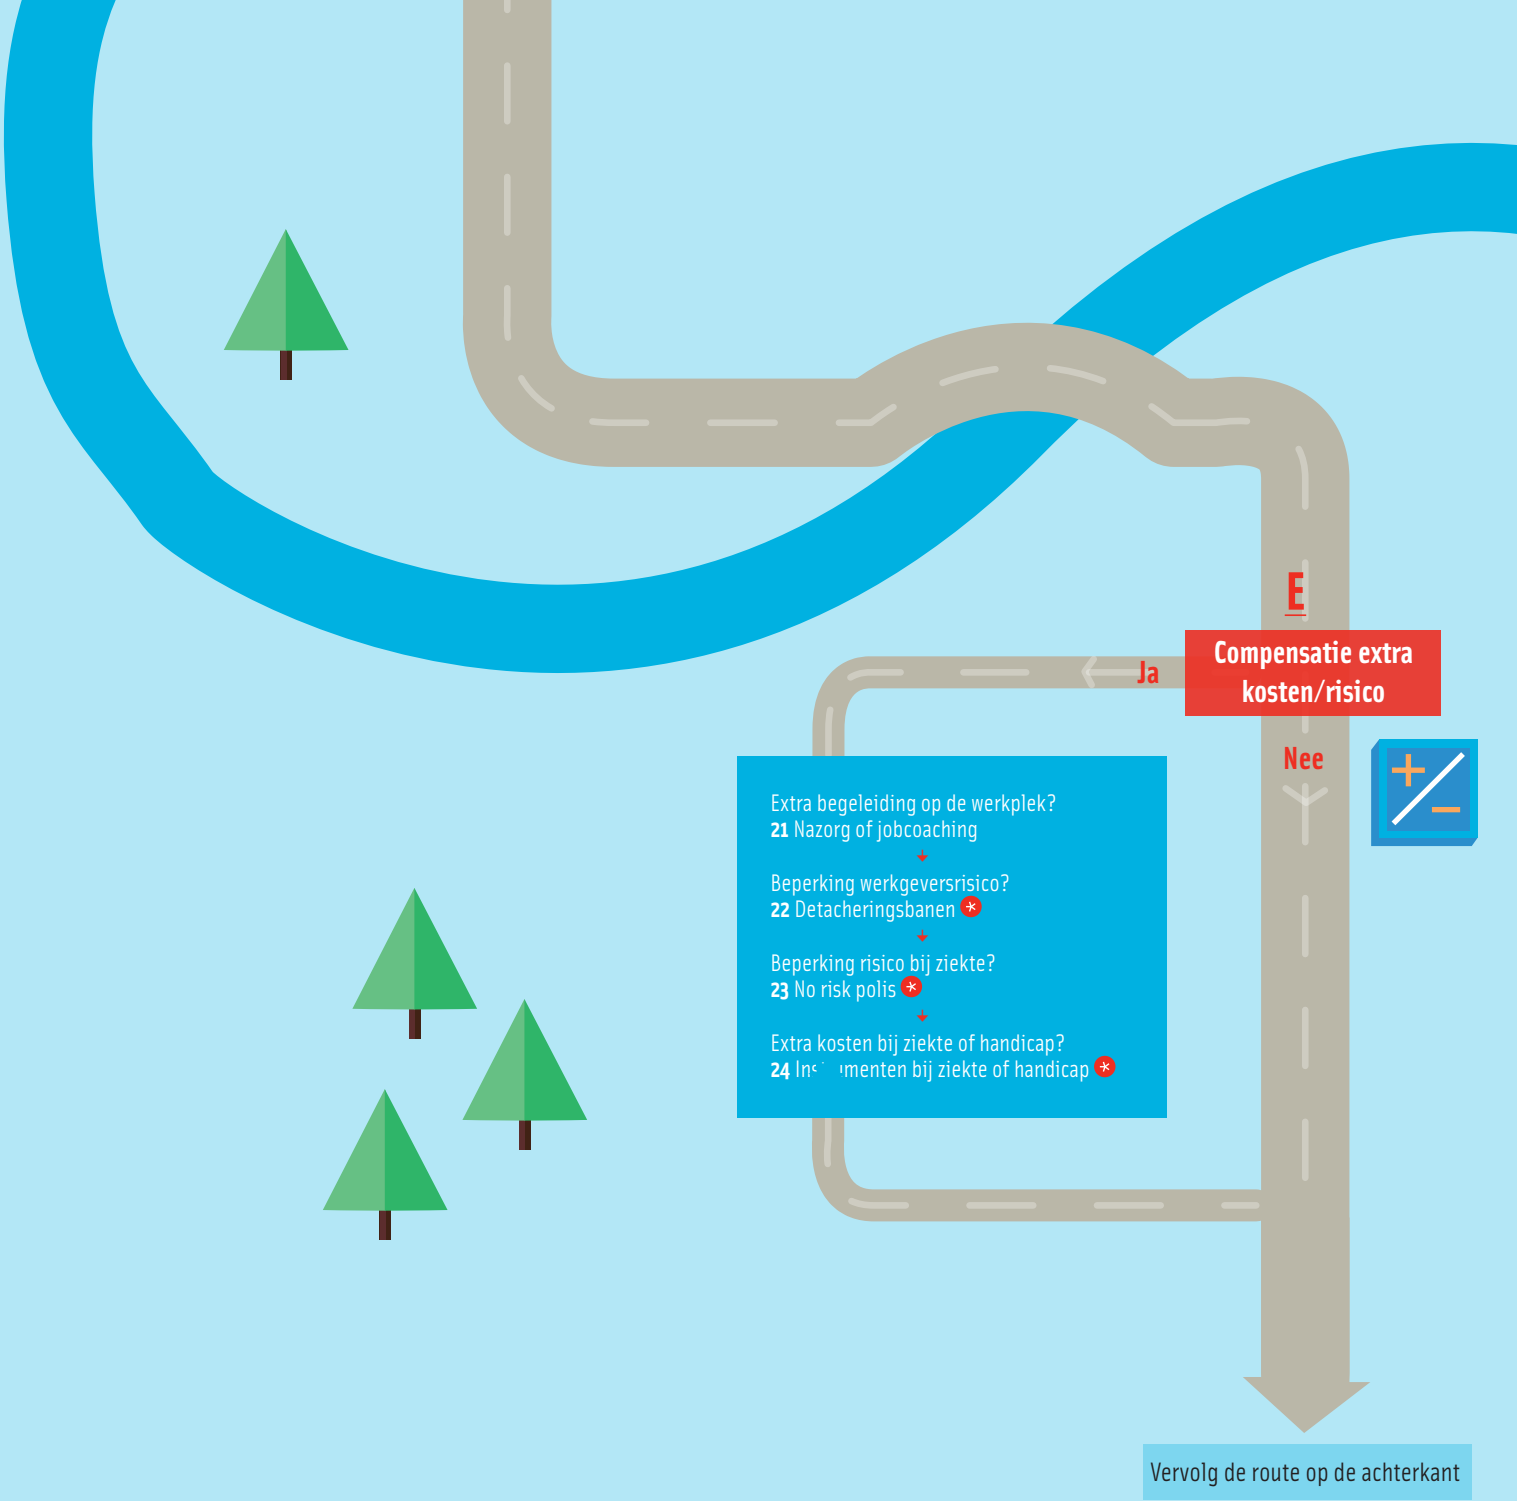 E
Compensatie extra
kosten/risico
Ja
Nee
Extra begeleiding op de werkplek?
21 Nazorg of jobcoaching
Beperking werkgeversrisico?
22 Detacheringsbanen *
Beperking risico bij ziekte?
23 No risk polis *
Extra kosten bij ziekte of handicap?
24 bij ziekte of handicap *
Vervolg de route op de achterkant